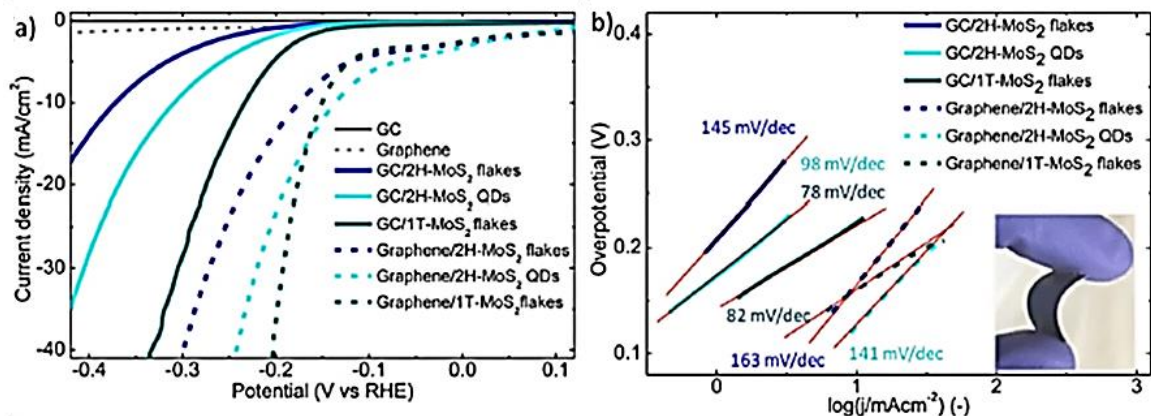 a)
GC
Graphene
GC/2H-MoS₂ flakes
GC/2H-MoS₂ QDs
GC/1T-MoS₂ flakes
Graphene/2H-MoS₂ flakes
Graphene/2H-MoS₂ QDs
Graphene/1T-MoS₂ flakes
Current density (mA/cm²)
0
-10
-20
-30
-40
-0.4
-0.3
-0.2
-0.1
0.0
0.1
Potential (V vs RHE)
b)
GC/2H-MoS₂ flakes
GC/2H-MoS₂ QDs
GC/1T-MoS₂ flakes
Graphene/2H-MoS₂ flakes
Graphene/2H-MoS₂ QDs
Graphene/1T-MoS₂ flakes
145 mV/dec
98 mV/dec
78 mV/dec
82 mV/dec
163 mV/dec
141 mV/dec
Overpotential (V)
0.4
0.3
0.2
0.1
0
1
2
3
log(j/mAcm⁻²) (-)